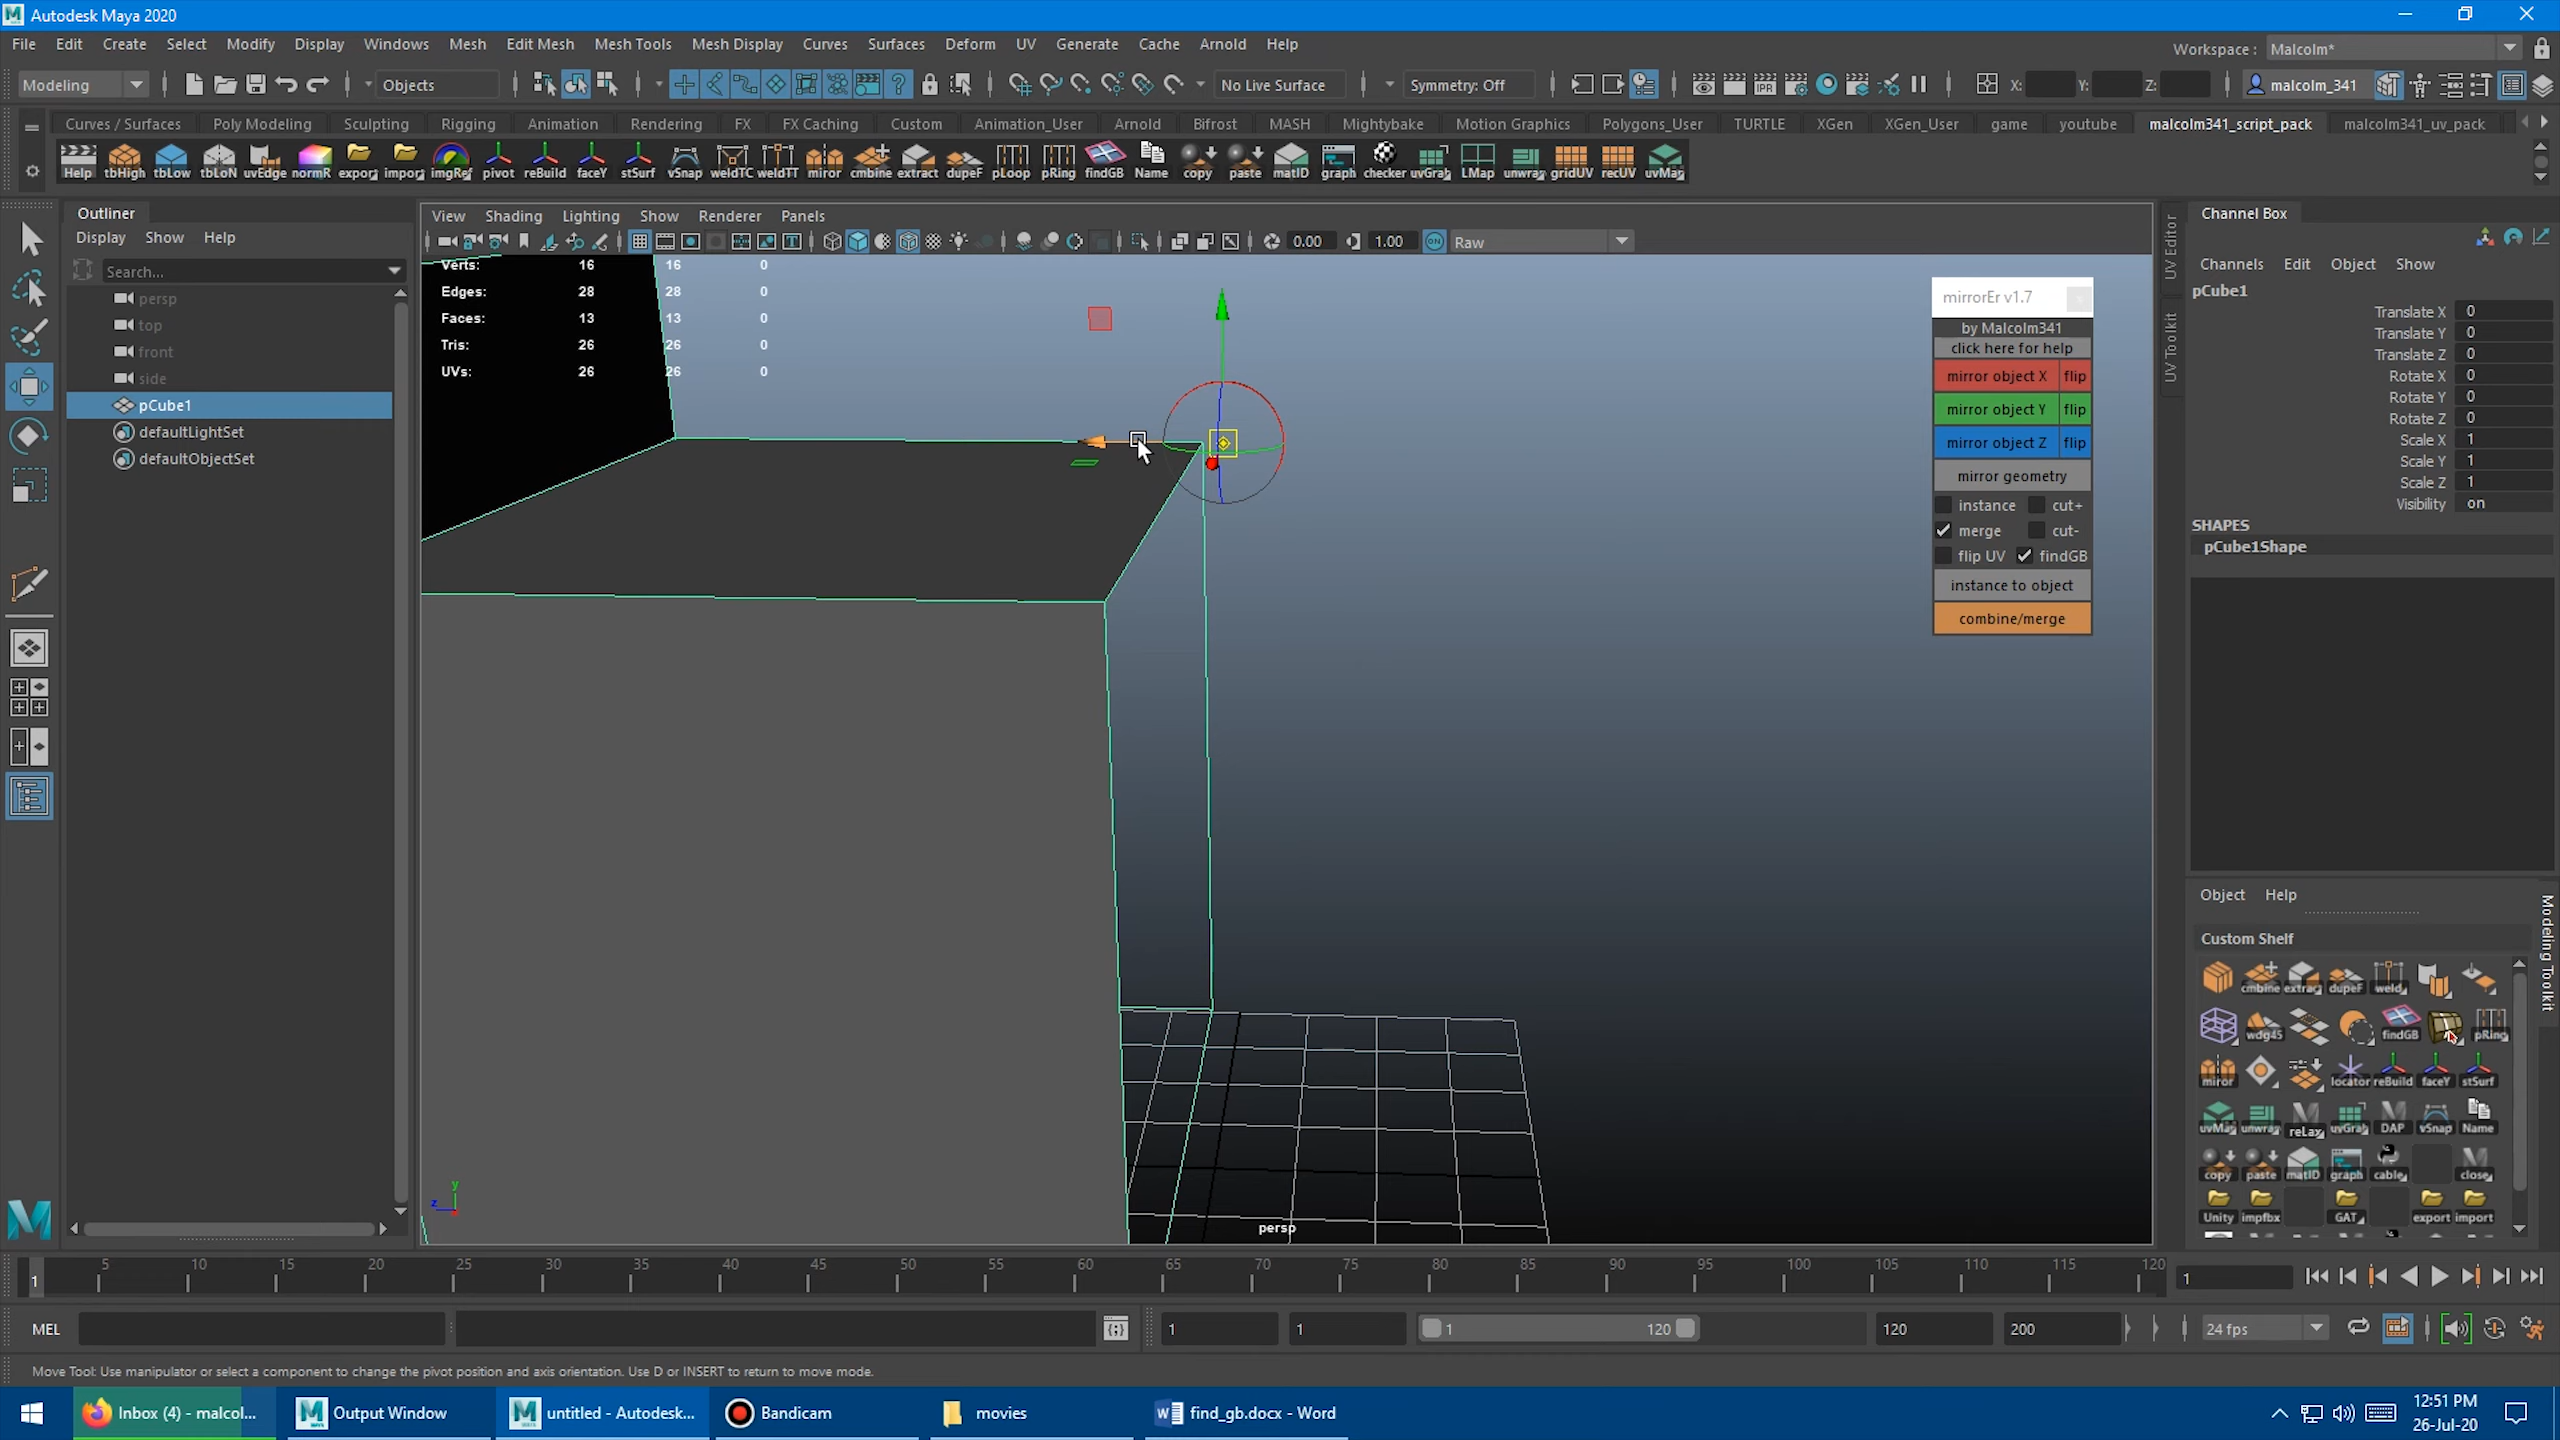 Autodesk Maya 2020
File Edit Create Select Modify Display Windows Mesh Edit Mesh Mesh Tools Mesh Display Curves Surfaces Deform UV Generate Cache Arnold Help
Workspace : Malcolm*
Modeling Objects No Live Surface Symmetry: Off X: Y: Z: malcolm_341
Curves / Surfaces Poly Modeling Sculpting Rigging Animation Rendering FX FX Caching Custom Animation_User Arnold Bifrost MASH Mightybake Motion Graphics Polygons_User TURTLE XGen XGen_User game youtube malcolm341_script_pack malcolm341_uv_pack
Help tbHigh tbLow tbLoN uvEdge normR export import imgRef pivot reBuild faceY stSurf vSnap weldTC weldTT miror cmbine extract dupeF pLoop pRing findGB Name copy paste matID graph checker uvGrab LMap unwrap gridUV recUV uvMap
Outliner
Display Show Help
Search...
persp
top
front
side
pCube1
defaultLightSet
defaultObjectSet
View Shading Lighting Show Renderer Panels
IPR
0.00 1.00 ON Raw
Verts: 16 16 0
Edges: 28 28 0
Faces: 13 13 0
Tris: 26 26 0
UVs: 26 26 0
mirrorEr v1.7
by Malcolm341
click here for help
mirror object X flip
mirror object Y flip
mirror object Z flip
mirror geometry
instance cut+
merge cut-
flip UV findGB
instance to object
combine/merge
y
z
persp
UV Editor
UV Toolkit
Channel Box
Channels Edit Object Show
pCube1
Translate X 0
Translate Y 0
Translate Z 0
Rotate X 0
Rotate Y 0
Rotate Z 0
Scale X 1
Scale Y 1
Scale Z 1
Visibility on
SHAPES
pCube1Shape
Object Help
Modeling Toolkit
Custom Shelf
cmbine extrac dupeF weld
wdg45 findGB pRing
miror locator reBuild faceY stSurf
uvMap unwrap reLax uvGrab DAP vSnap Name
copy paste matID graph cable close
Unity impfbx GAT export import
1 5 10 15 20 25 30 35 40 45 50 55 60 65 70 75 80 85 90 95 100 105 110 115 120 1
MEL 1 1 1 120 120 200 24 fps
Move Tool: Use manipulator or select a component to change the pivot position and axis orientation. Use D or INSERT to return to move mode.
Inbox (4) - malcol... Output Window untitled - Autodesk... Bandicam movies find_gb.docx - Word
12:51 PM
26-Jul-20